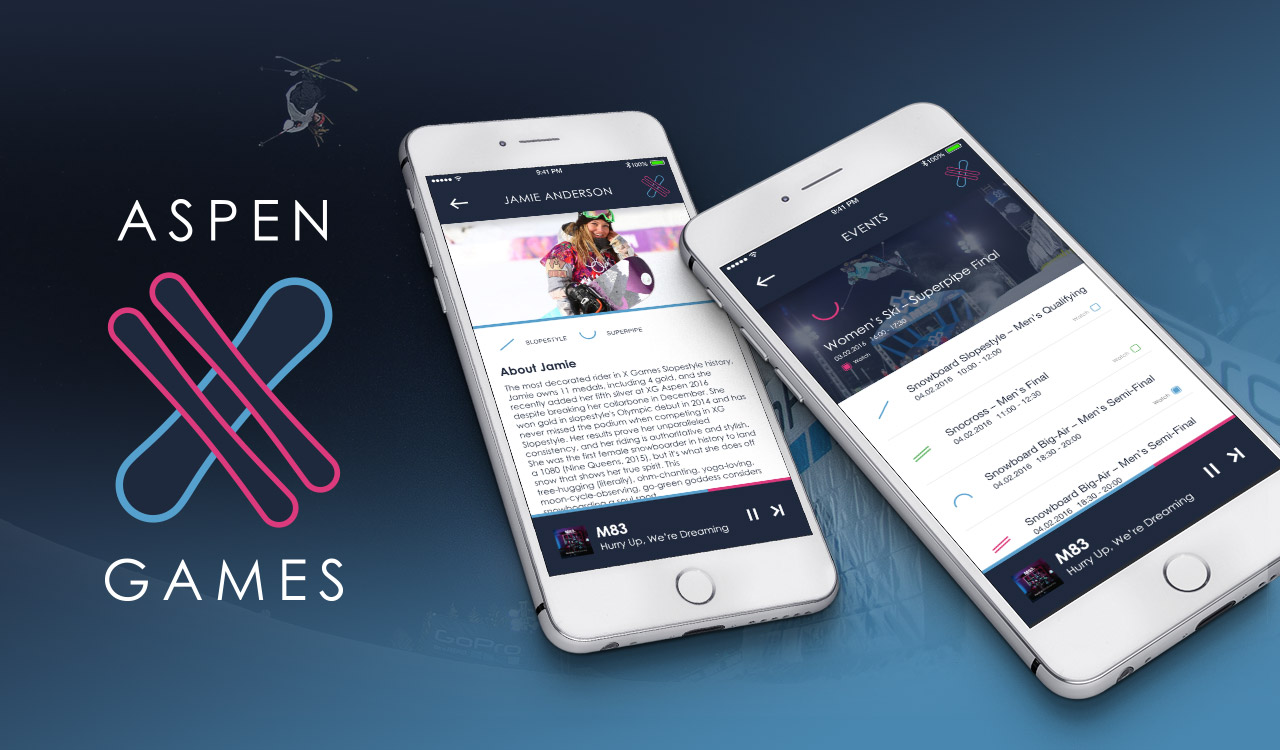 ASPEN
GAMES
9:41 PM
100%
JAMIE ANDERSON
SLOPESTYLE
SUPERPIPE
About Jamie
The most decorated rider in X Games Slopestyle history,
Jamie owns 11 medals, including 4 gold, and she
recently added her fifth sliver at XG Aspen 2016
despite breaking her collarbone in December. She
won gold in slopestyle's Olympic debut in 2014 and has
never missed the podium when competing in XG
Slopestyle. Her results prove her unparalleled
consistency, and her riding is authoritative and stylish.
She was the first female snowboarder in history to land
a 1080 (Nine Queens, 2015), but it's what she does off
snow that shows her true spirit. This
tree-hugging (literally), ohm-chanting, yoga-loving,
moon-cycle-observing, go-green goddess considers
snowboarding a soul sport
M83
Hurry Up, We're Dreaming
9:41 PM
100%
EVENTS
Women's Ski – Superpipe Final
03.02.2016 16:00 - 17:30
Watch
Snowboard Slopestyle – Men's Qualifying
04.02.2016 10:00 - 12:00
Watch
Snocross – Men's Final
04.02.2016 11:00 - 12:30
Watch
Snowboard Big-Air – Men's Semi-Final
04.02.2016 18:30 - 20:00
Watch
Snowboard Big-Air – Men's Semi-Final
04.02.2016 18:30 - 20:00
M83
Hurry Up, We're Dreaming
GoPro